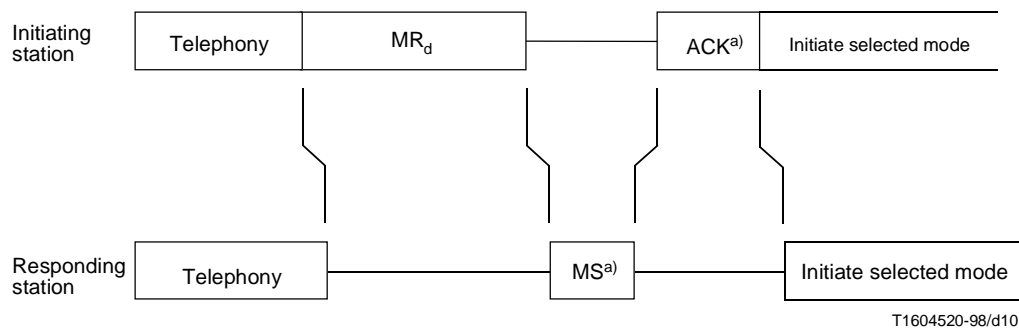 Initiating
station
Telephony
MRd
ACKa)
Initiate selected mode
Responding
station
Telephony
MSa)
Initiate selected mode
T1604520-98/d10